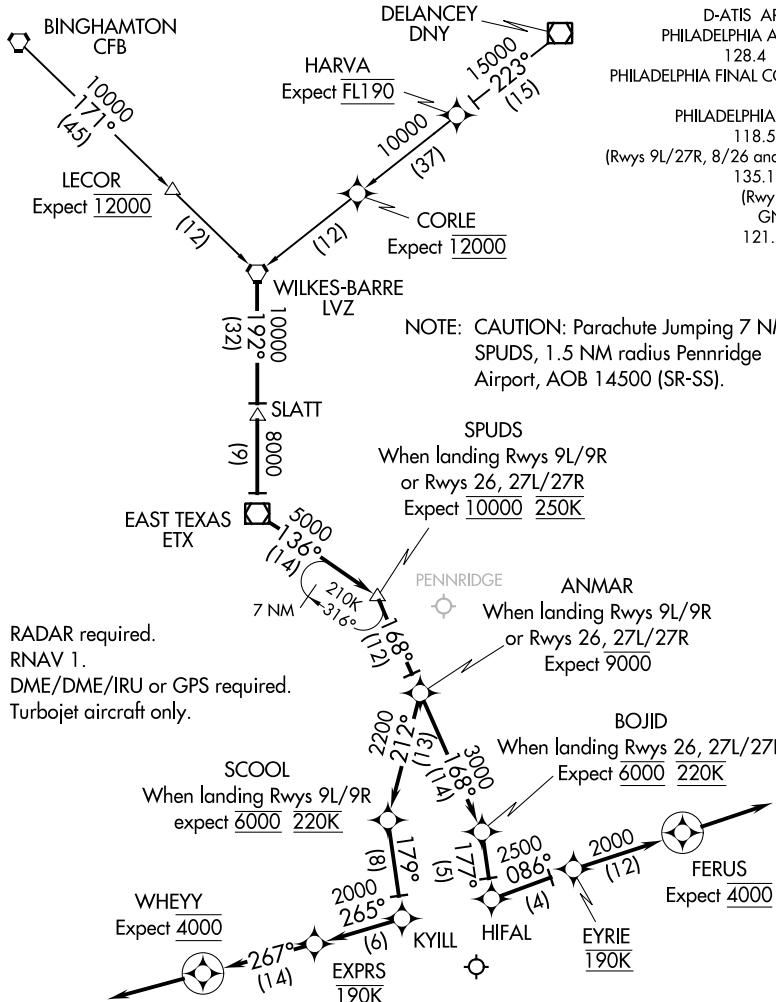 BINGHAMTON
CFB
DELANCEY
DNY
D-ATIS
PHILADELPHIA
128.4
PHILADELPHIA FINAL
PHILADELPHIA
118.5
(Rwys 9L/27R, 8/26 and
135.1
121.
HARVA
Expect FL190
15000
223°
(15)
10000
171°
(45)
10000
(37)
LECOR
Expect 12000
(12)
CORLE
Expect 12000
(12)
WILKES-BARRE
LVZ
10000
192°
(32)
NOTE: CAUTION: Parachute Jumping 7 NM
SPUDS, 1.5 NM radius Pennridge
Airport, AOB 14500 (SR-SS).
SLATT
8000
(9)
SPUDS
When landing Rwys 9L/9R
or Rwys 26, 27L/27R
Expect 10000 250K
EAST TEXAS
ETX
5000
136°
(14)
PENNRIDGE
7 NM
210K
316°
168°
(12)
ANMAR
When landing Rwys 9L/9R
or Rwys 26, 27L/27R
Expect 9000
RADAR required.
RNAV 1.
DME/DME/IRU or GPS required.
Turbojet aircraft only.
2200
212°
(13)
3000
168°
(14)
BOJID
When landing Rwys 26, 27L/27R
Expect 6000 220K
SCOOL
When landing Rwys 9L/9R
expect 6000 220K
179°
(8)
177°
(5)
2500
086°
(4)
2000
(12)
FERUS
Expect 4000
WHEYY
Expect 4000
2000
265°
(6)
KYILL
HIFAL
EYRIE
190K
267°
(14)
EXPRS
190K